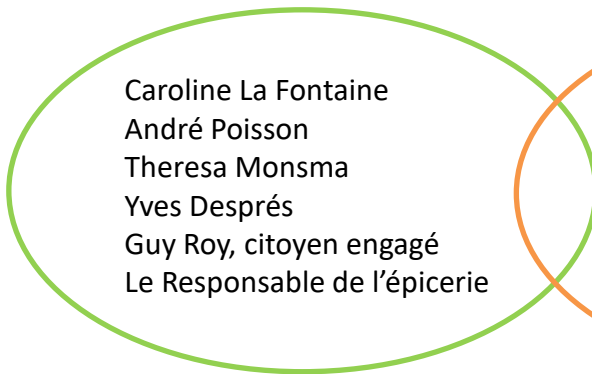 Caroline La Fontaine
André Poisson
Theresa Monsma
Yves Després
Guy Roy, citoyen engagé
Le Responsable de l’épicerie